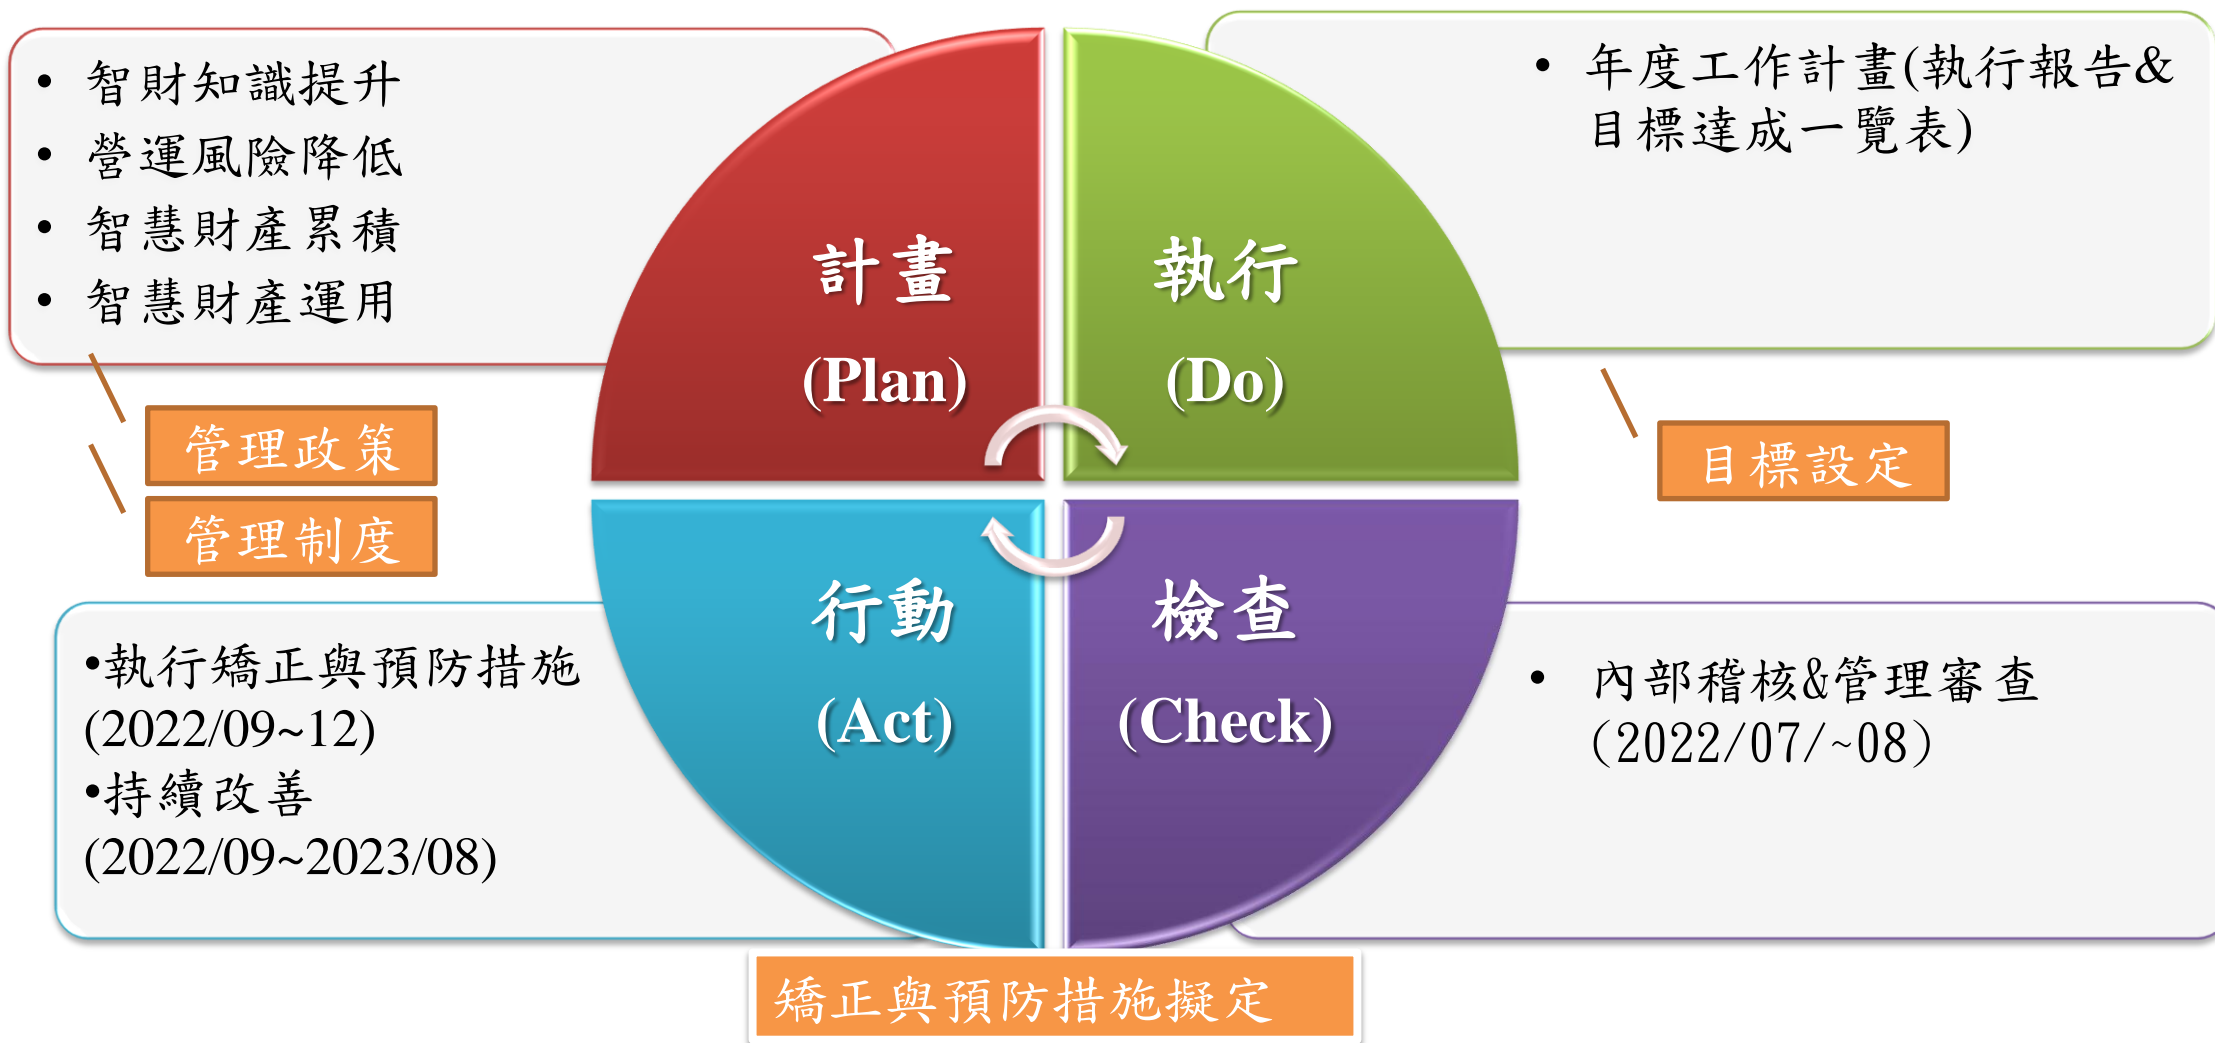 • 智財知識提升
• 營運風險降低
• 智慧財產累積
• 智慧財產運用
管理政策
管理制度
計畫
(Plan)
執行
(Do)
• 年度工作計畫(執行報告&
目標達成一覽表)
目標設定
•執行矯正與預防措施
(2022/09~12)
•持續改善
(2022/09~2023/08)
行動
(Act)
檢查
(Check)
• 內部稽核&管理審查
(2022/07/~08)
矯正與預防措施擬定